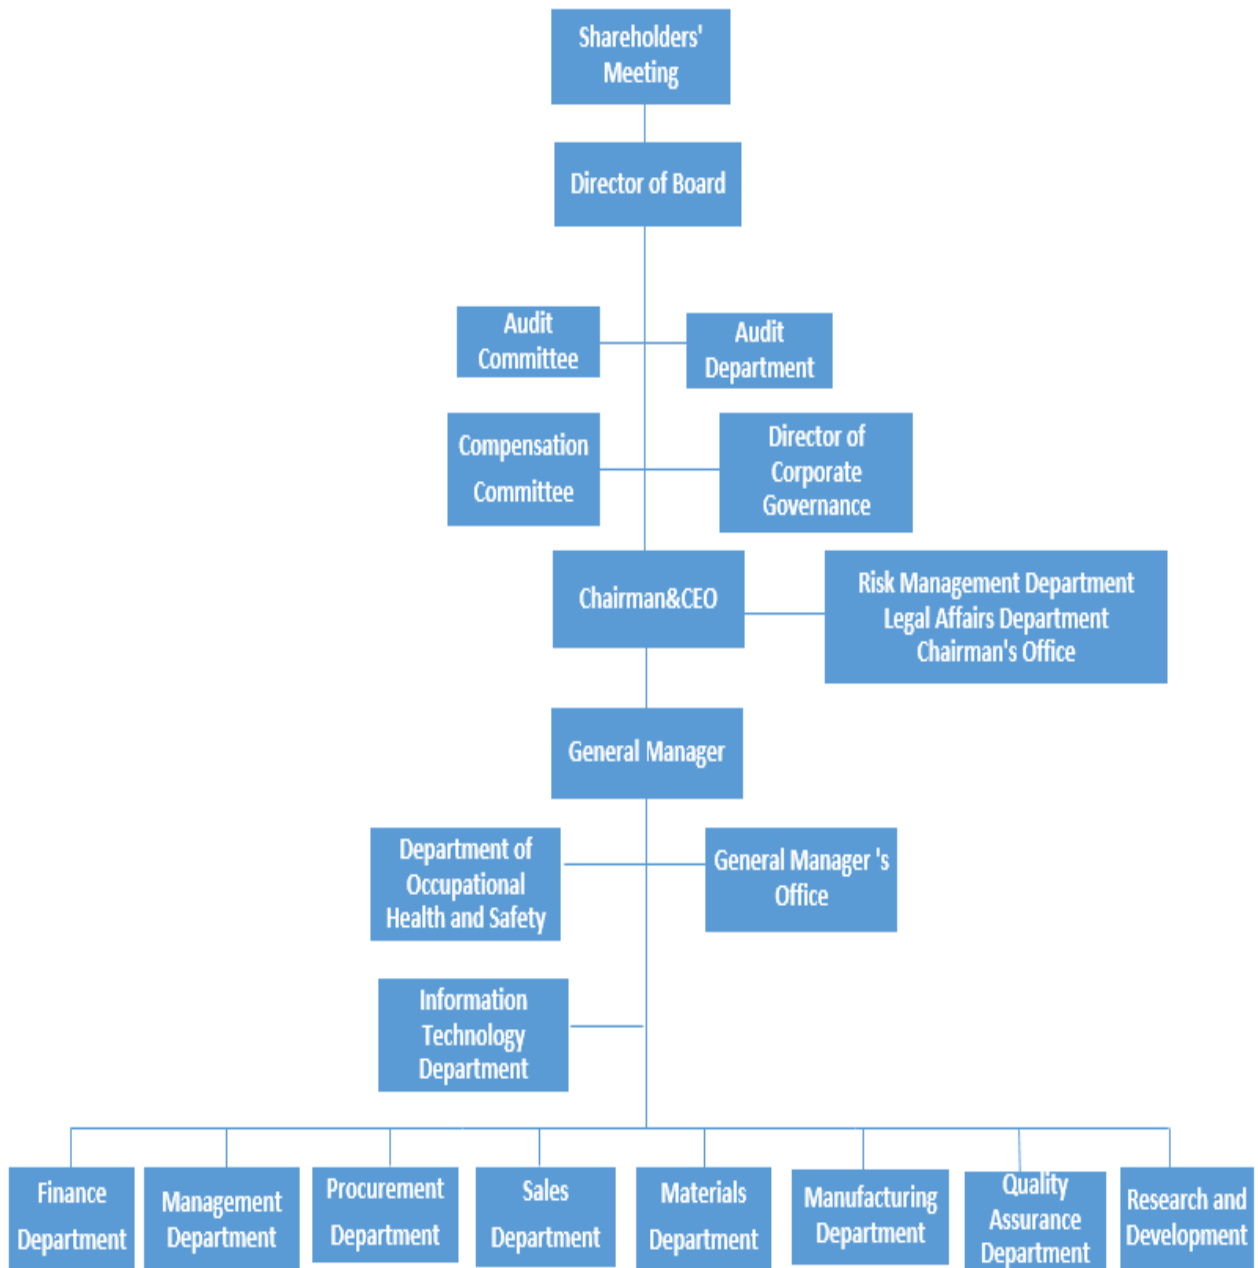 Shareholders'
Meeting
Director of Board
Audit
Committee
Audit
Department
Compensation
Committee
Director of
Corporate
Governance
Chairman&CEO
Risk Management Department
Legal Affairs Department
Chairman's Office
General Manager
Department of
Occupational
Health and Safety
General Manager 's
Office
Information
Technology
Department
Finance
Department
Management
Department
Procurement
Department
Sales
Department
Materials
Department
Manufacturing
Department
Quality
Assurance
Department
Research and
Development